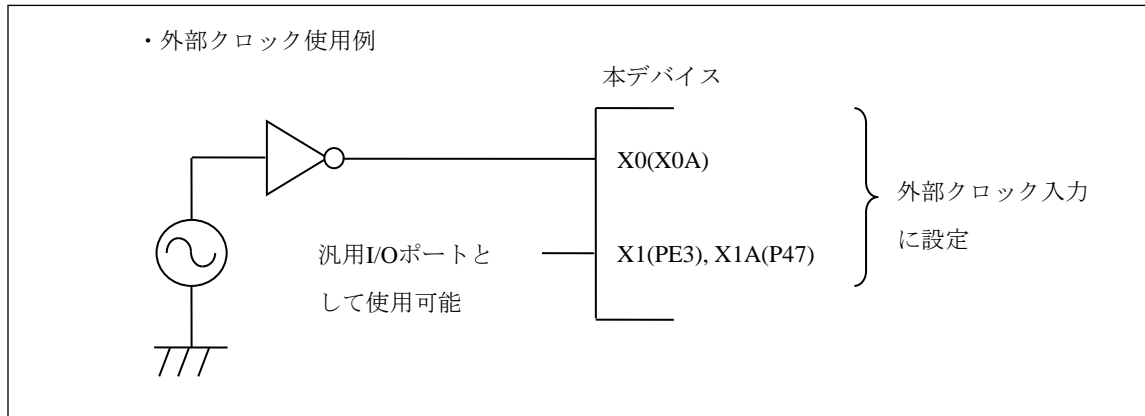 ・外部クロック使用例
本デバイス
X0(X0A)
外部クロック入力
に設定
汎用I/Oポートと
して使用可能
X1(PE3), X1A(P47)